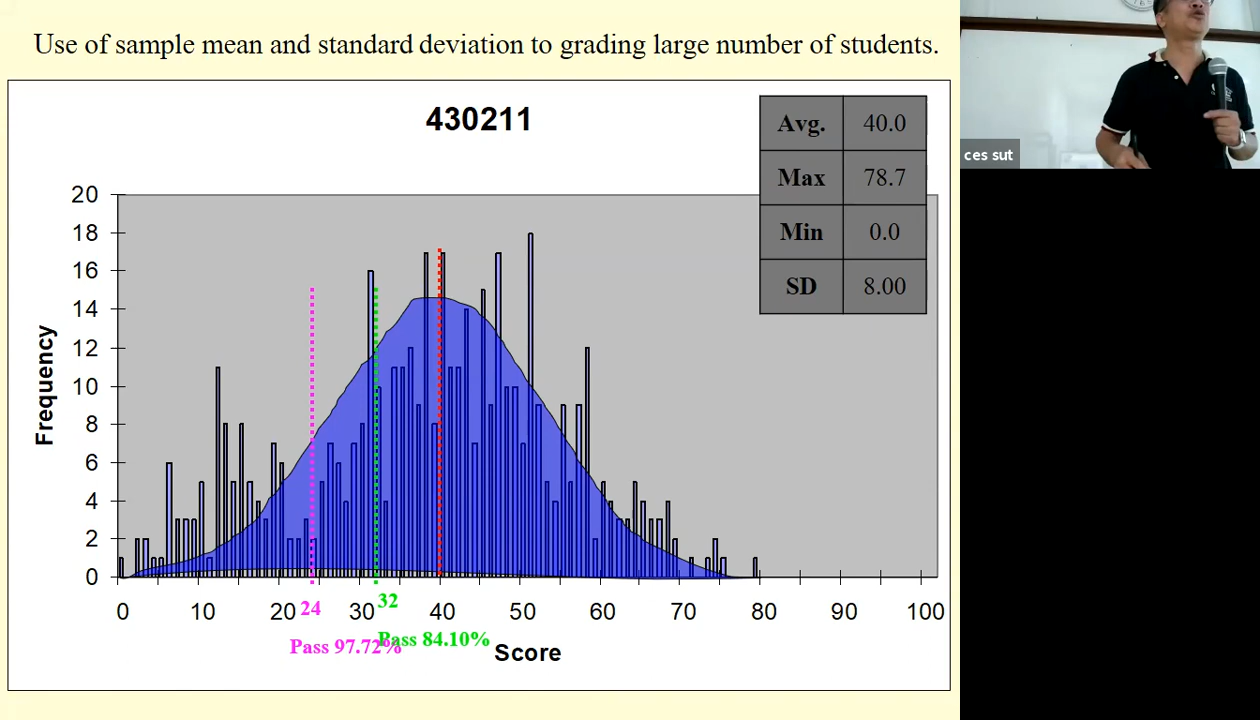 Use of sample mean and standard deviation to grading large number of students.
430211
Avg. 40.0
Max 78.7
Min 0.0
SD 8.00
ces sut
Frequency
20
18
16
14
12
10
8
6
4
2
0
0 10 20 30 40 50 60 70 80 90 100
24
32
Pass 97.72%
Pass 84.10%
Score